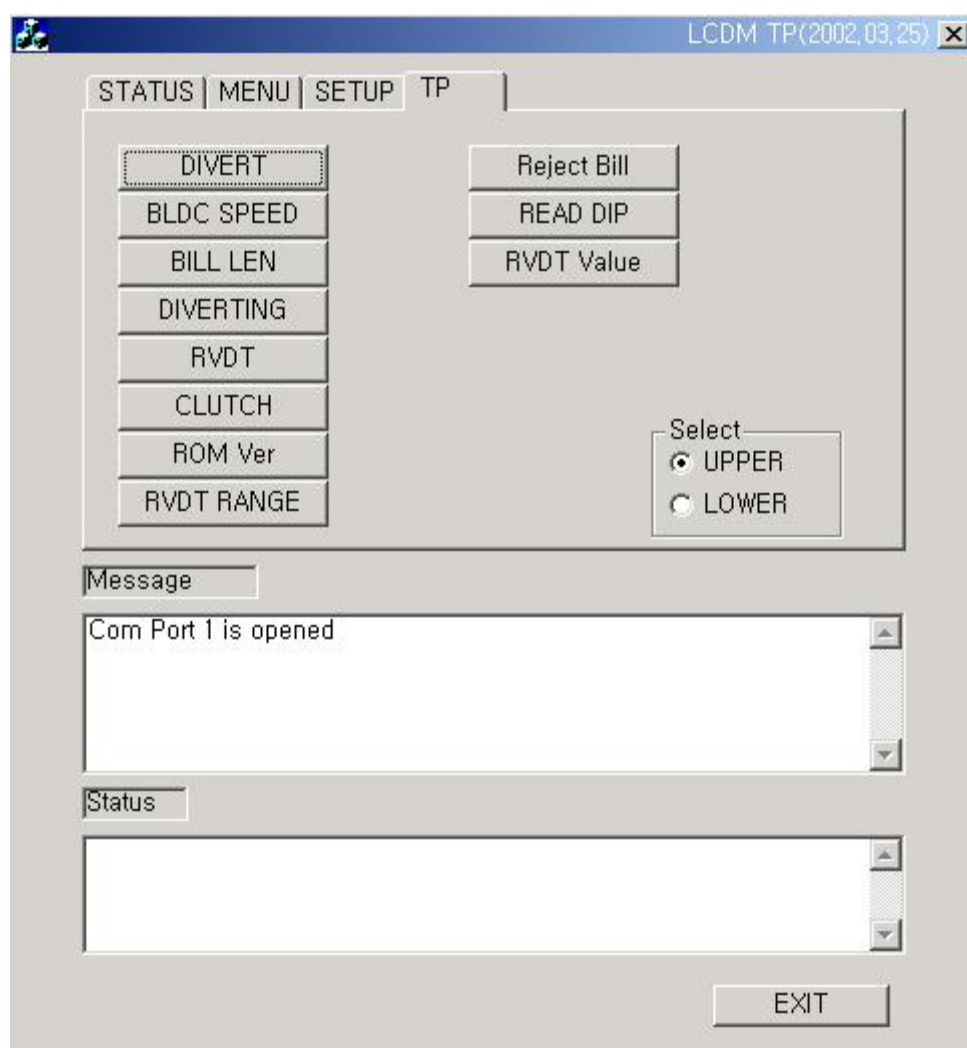 LCDM TP(2002,03,25)
STATUS MENU SETUP TP
DIVERT
BLDC SPEED
BILL LEN
DIVERTING
RVDT
CLUTCH
ROM Ver
RVDT RANGE
Reject Bill
READ DIP
RVDT Value
Select
UPPER
LOWER
Message
Com Port 1 is opened
Status
EXIT